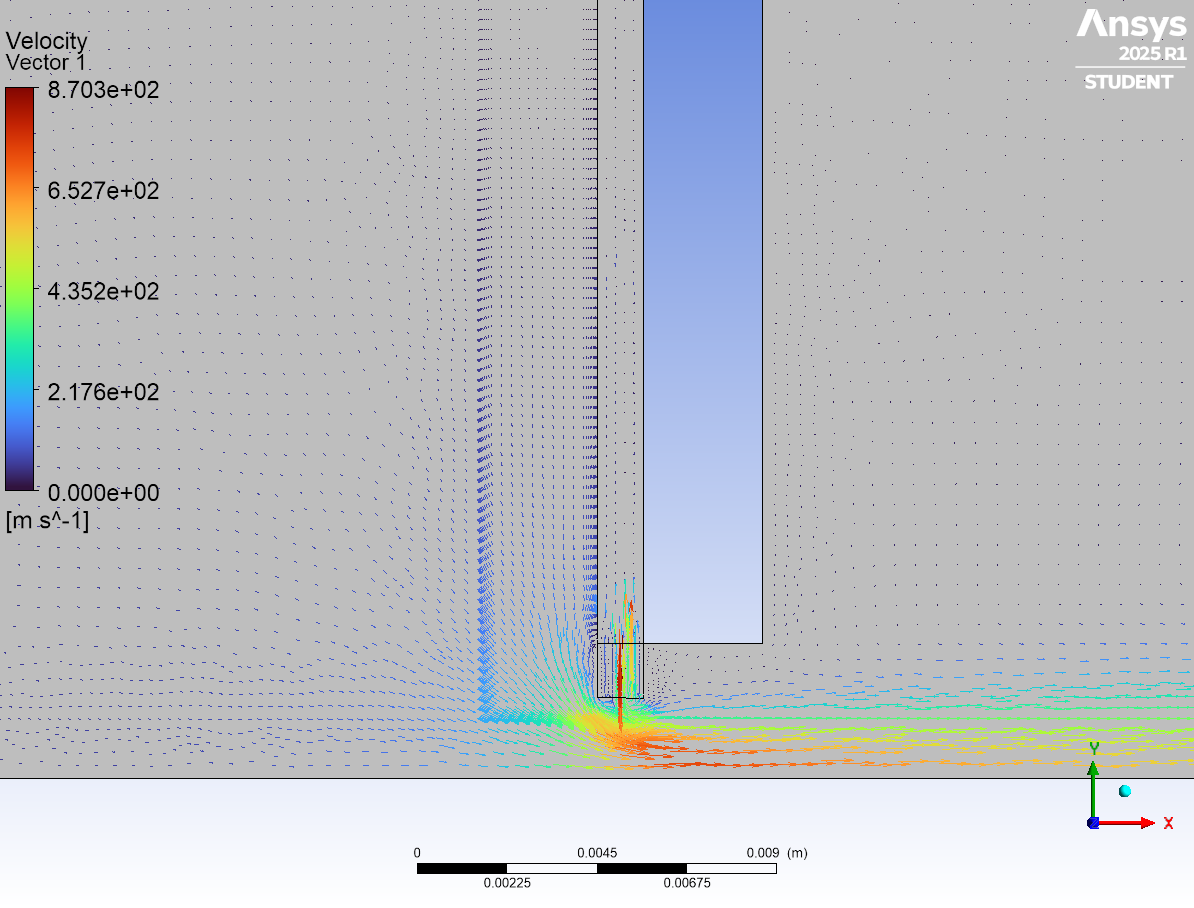 Velocity
Vector 1
8.703e+02
6.527e+02
4.352e+02
2.176e+02
0.000e+00
[m s^-1]
Ansys
2025 R1
STUDENT
Y
X
0 0.0045 0.009 (m)
0.00225 0.00675